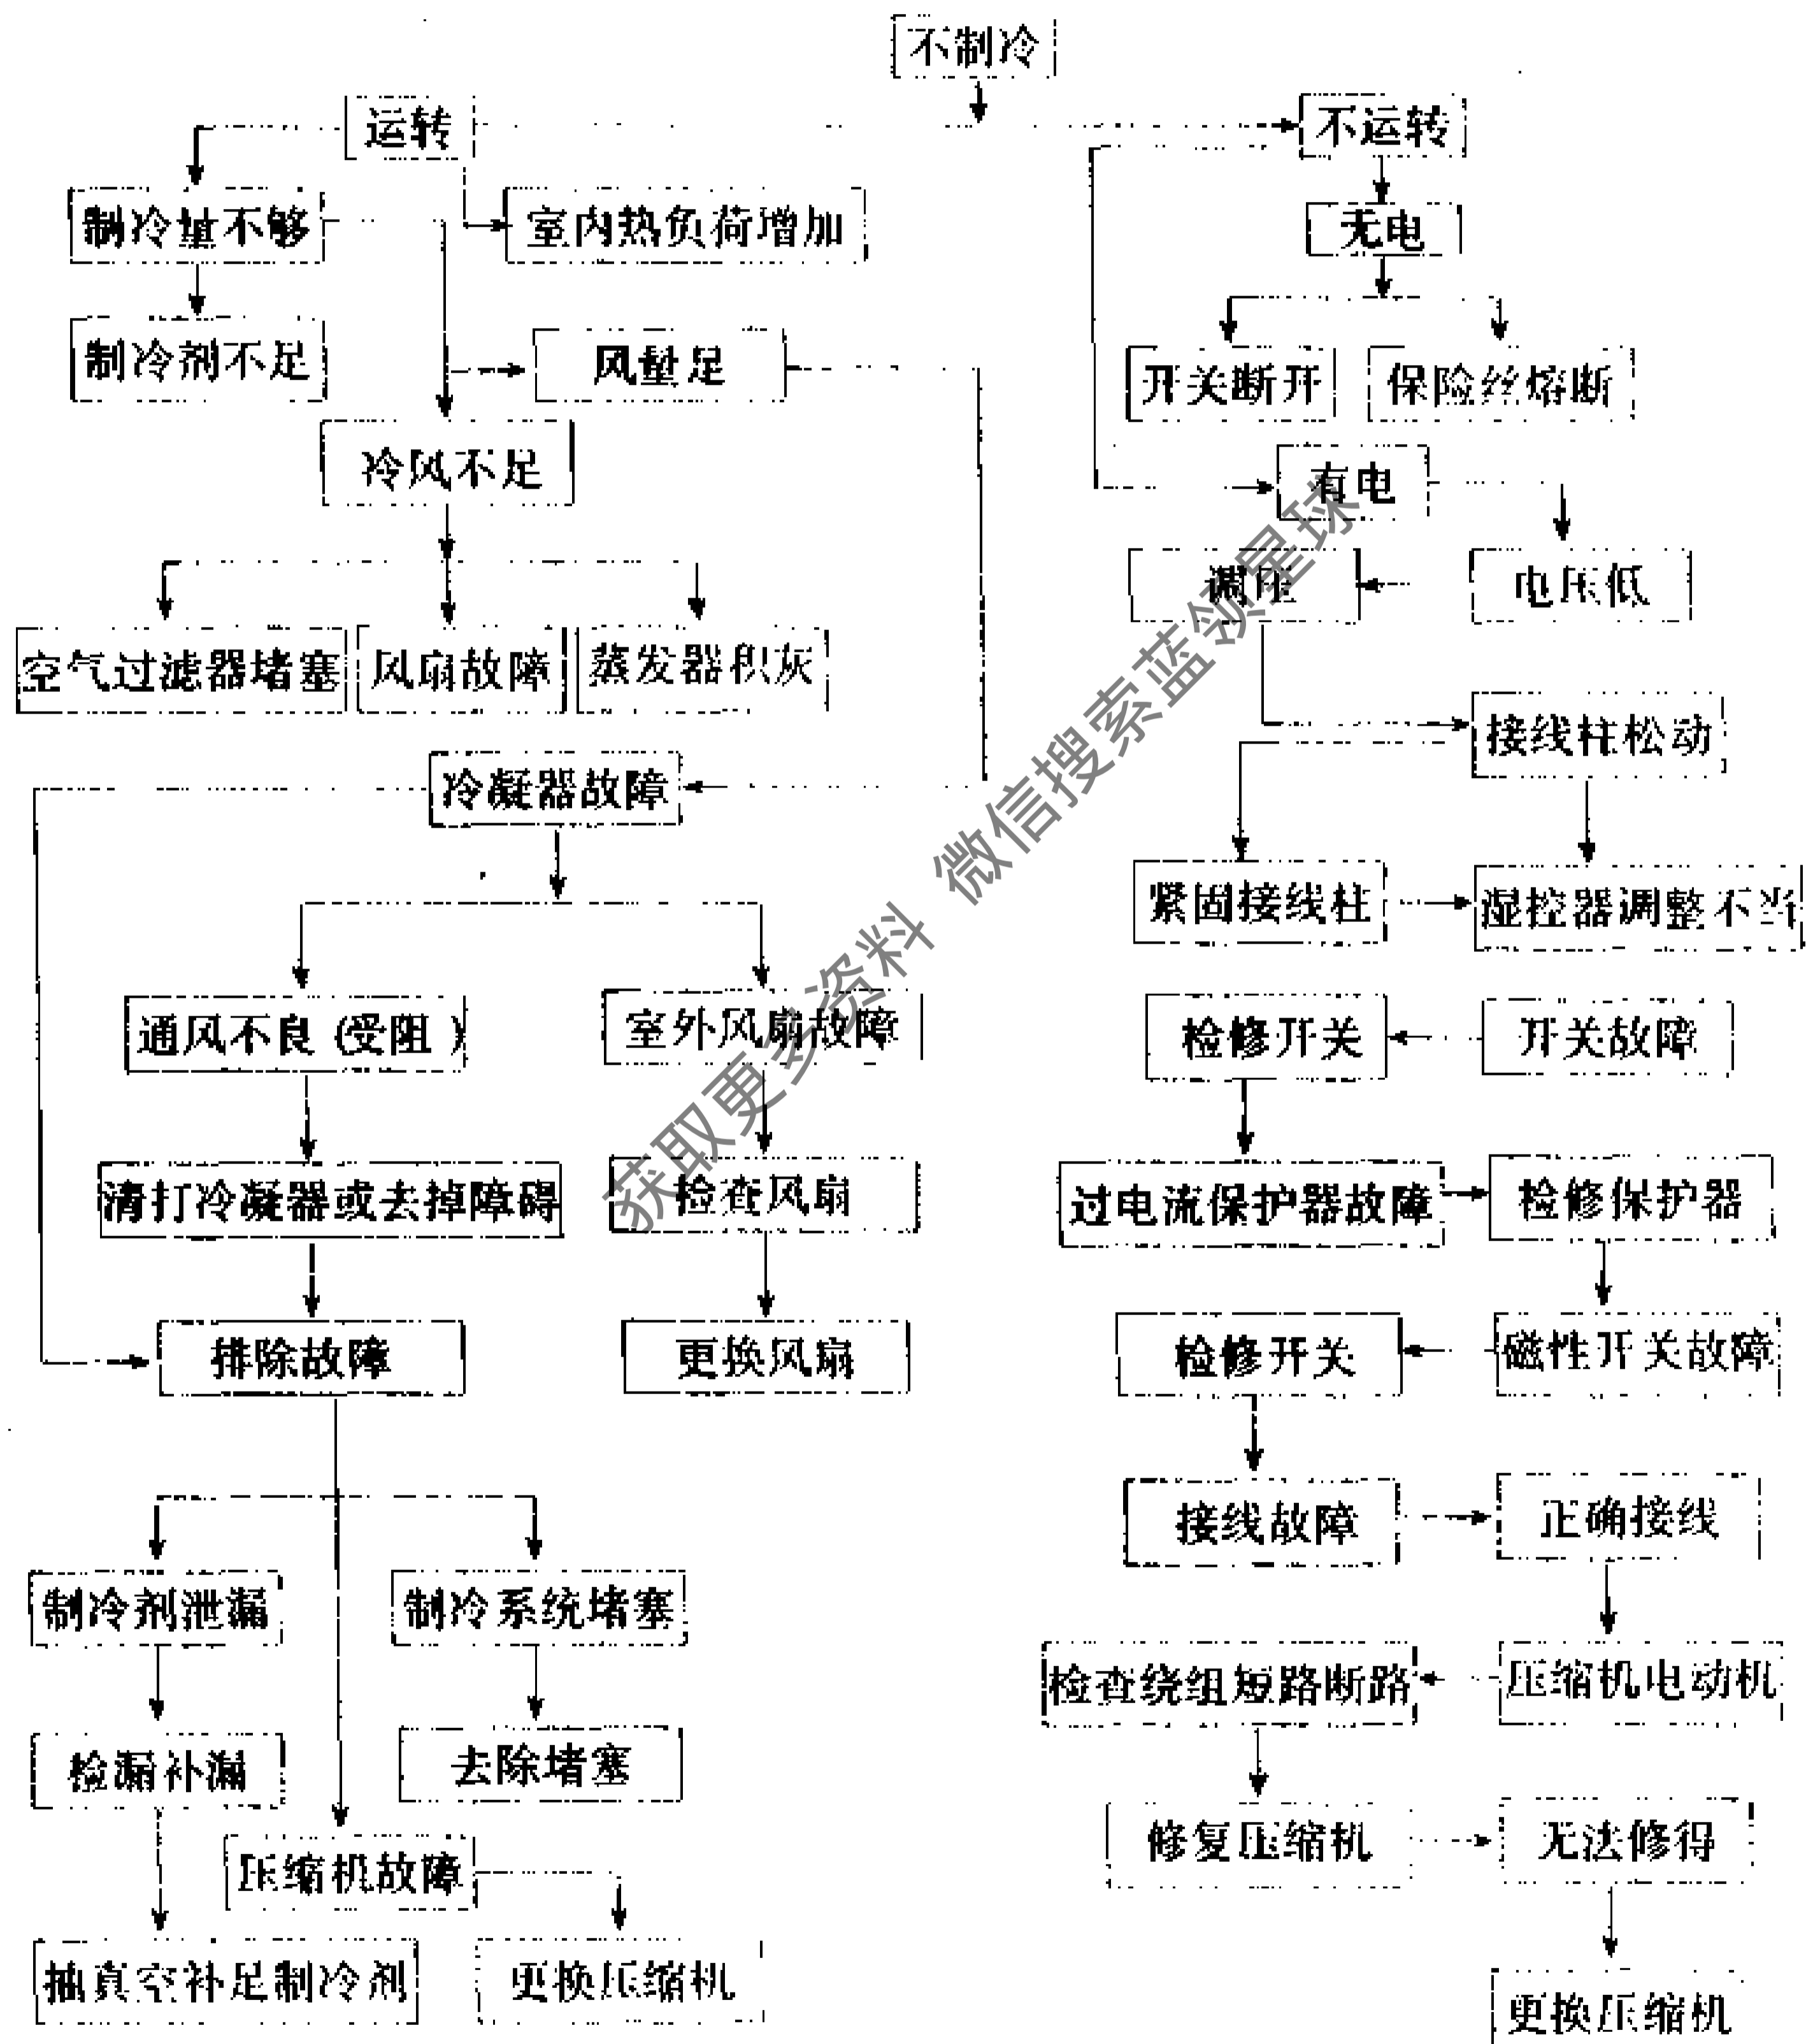 不制冷
运转
不运转
制冷量不够
室内热负荷增加
无电
制冷剂不足
风量足
开关断开
保险丝熔断
冷风不足
有电
调压
电压低
空气过滤器堵塞
风扇故障
蒸发器积灰
接线柱松动
冷凝器故障
紧固接线柱
湿控器调整不当
通风不良(受阻)
室外风扇故障
检修开关
开关故障
清打冷凝器或去掉障碍
检查风扇
过电流保护器故障
检修保护器
排除故障
更换风扇
检修开关
磁性开关故障
接线故障
正确接线
制冷剂泄漏
制冷系统堵塞
检查绕组短路断路
压缩机电动机
检漏补漏
去除堵塞
修复压缩机
无法修得
压缩机故障
抽真空补足制冷剂
更换压缩机
更换压缩机
获取更多资料 微信搜索蓝领星球